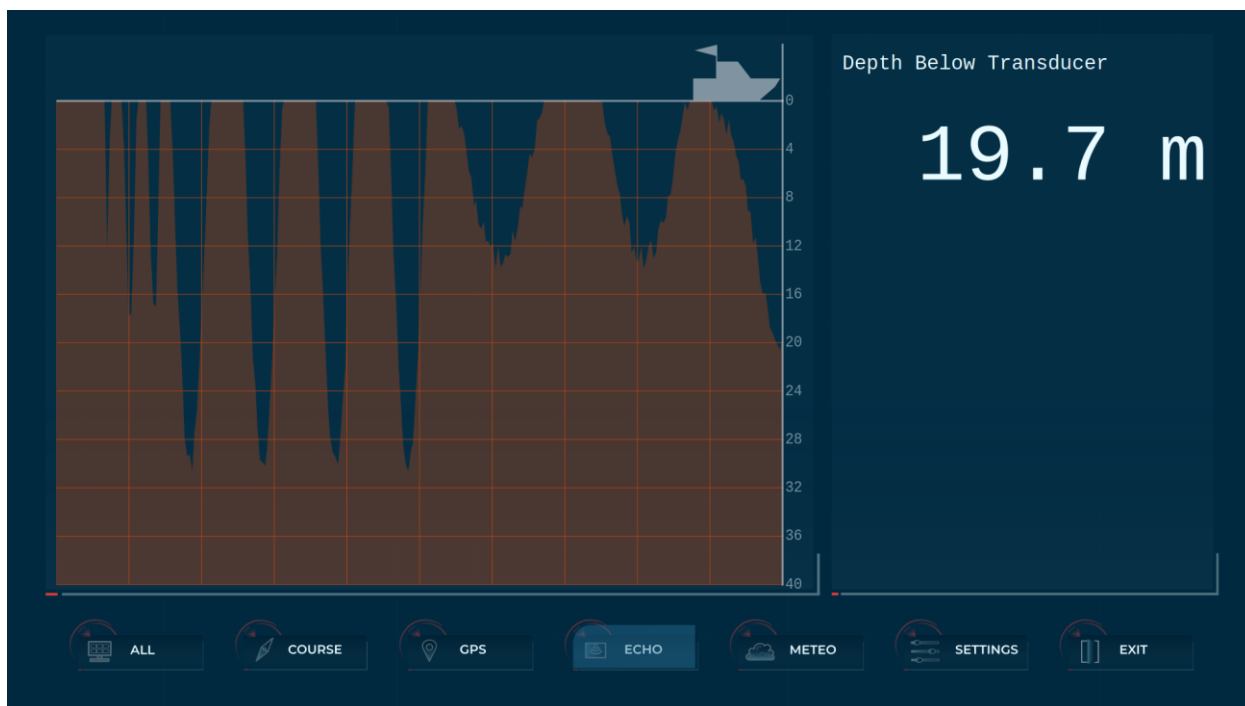 Depth Below Transducer
19.7 m
0
4
8
12
16
20
24
28
32
36
40
ALL
COURSE
GPS
ECHO
METEO
SETTINGS
EXIT